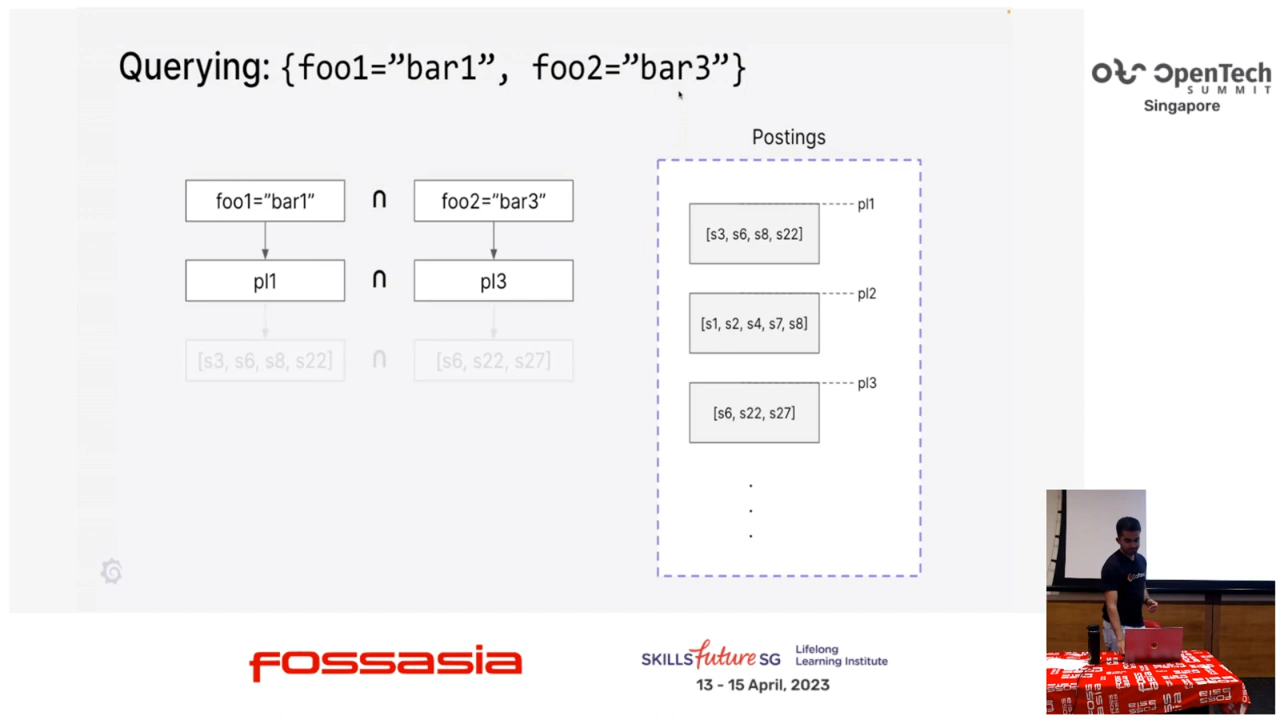 Querying: {foo1=”bar1”, foo2=”bar3”}
OpenTech
SUMMIT
Singapore
Postings
foo1=”bar1” ∩ foo2=”bar3”
pl1 ∩ pl3
[s3, s6, s8, s22] ∩ [s6, s22, s27]
pl1
[s3, s6, s8, s22]
pl2
[s1, s2, s4, s7, s8]
pl3
[s6, s22, s27]
.
.
.
FOSSASIA
SKILLSfuture SG
Lifelong
Learning Institute
13 - 15 April, 2023